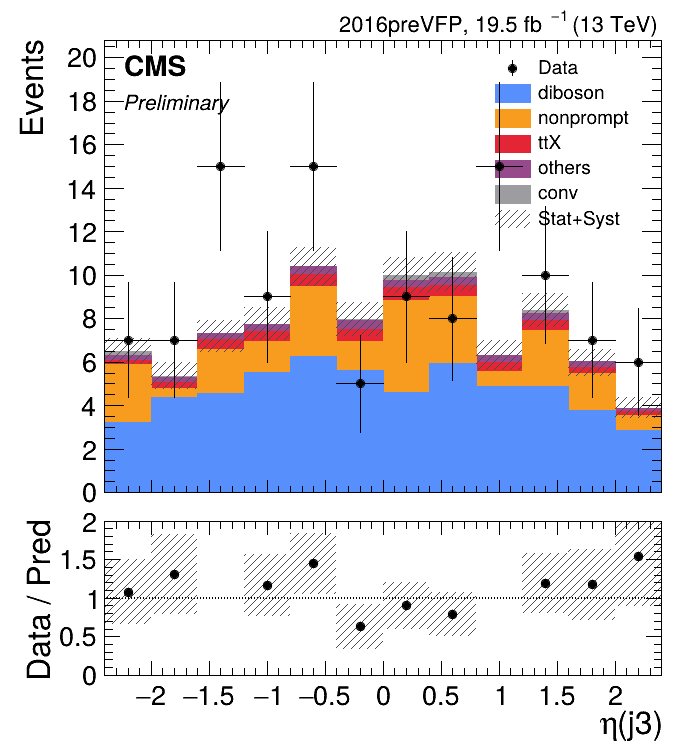 2016preVFP, 19.5 fb⁻¹ (13 TeV)
Events
20
18
16
14
12
10
8
6
4
2
0
CMS
Preliminary
Data
diboson
nonprompt
ttX
others
conv
Stat+Syst
Data / Pred
2
1.5
1
0.5
0
−2 −1.5 −1 −0.5 0 0.5 1 1.5 2
η(j3)